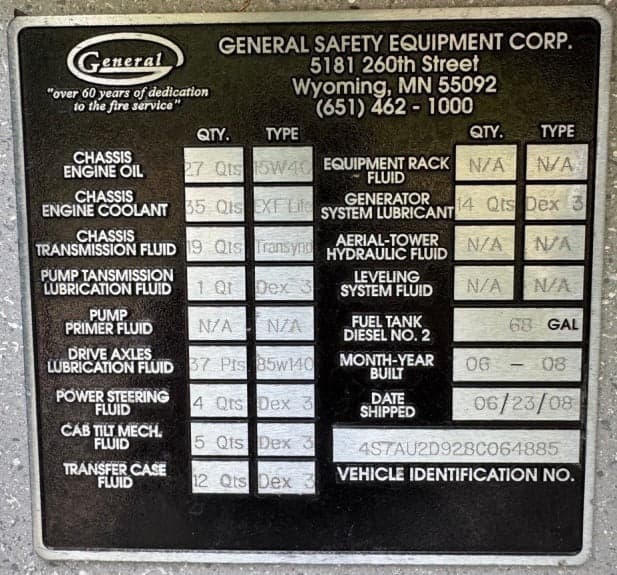 General
"over 60 years of dedication
to the fire service"
GENERAL SAFETY EQUIPMENT CORP.
5181 260th Street
Wyoming, MN 55092
(651) 462 - 1000
QTY. TYPE
CHASSIS
ENGINE OIL 27 Qts 15W40
CHASSIS
ENGINE COOLANT 35 Qts EXT Life
CHASSIS
TRANSMISSION FLUID 19 Qts Transynd
PUMP TANSMISSION
LUBRICATION FLUID 1 Qt Dex 3
PUMP
PRIMER FLUID N/A N/A
DRIVE AXLES
LUBRICATION FLUID 37 Pts 85w140
POWER STEERING
FLUID 4 Qts Dex 3
CAB TILT MECH.
FLUID 5 Qts Dex 3
TRANSFER CASE
FLUID 12 Qts Dex 3
QTY. TYPE
EQUIPMENT RACK
FLUID N/A N/A
GENERATOR
SYSTEM LUBRICANT 14 Qts Dex 3
AERIAL-TOWER
HYDRAULIC FLUID N/A N/A
LEVELING
SYSTEM FLUID N/A N/A
FUEL TANK
DIESEL NO. 2 68 GAL
MONTH-YEAR
BUILT 06 - 08
DATE
SHIPPED 06/23/08
4S7AU2D928C064885
VEHICLE IDENTIFICATION NO.